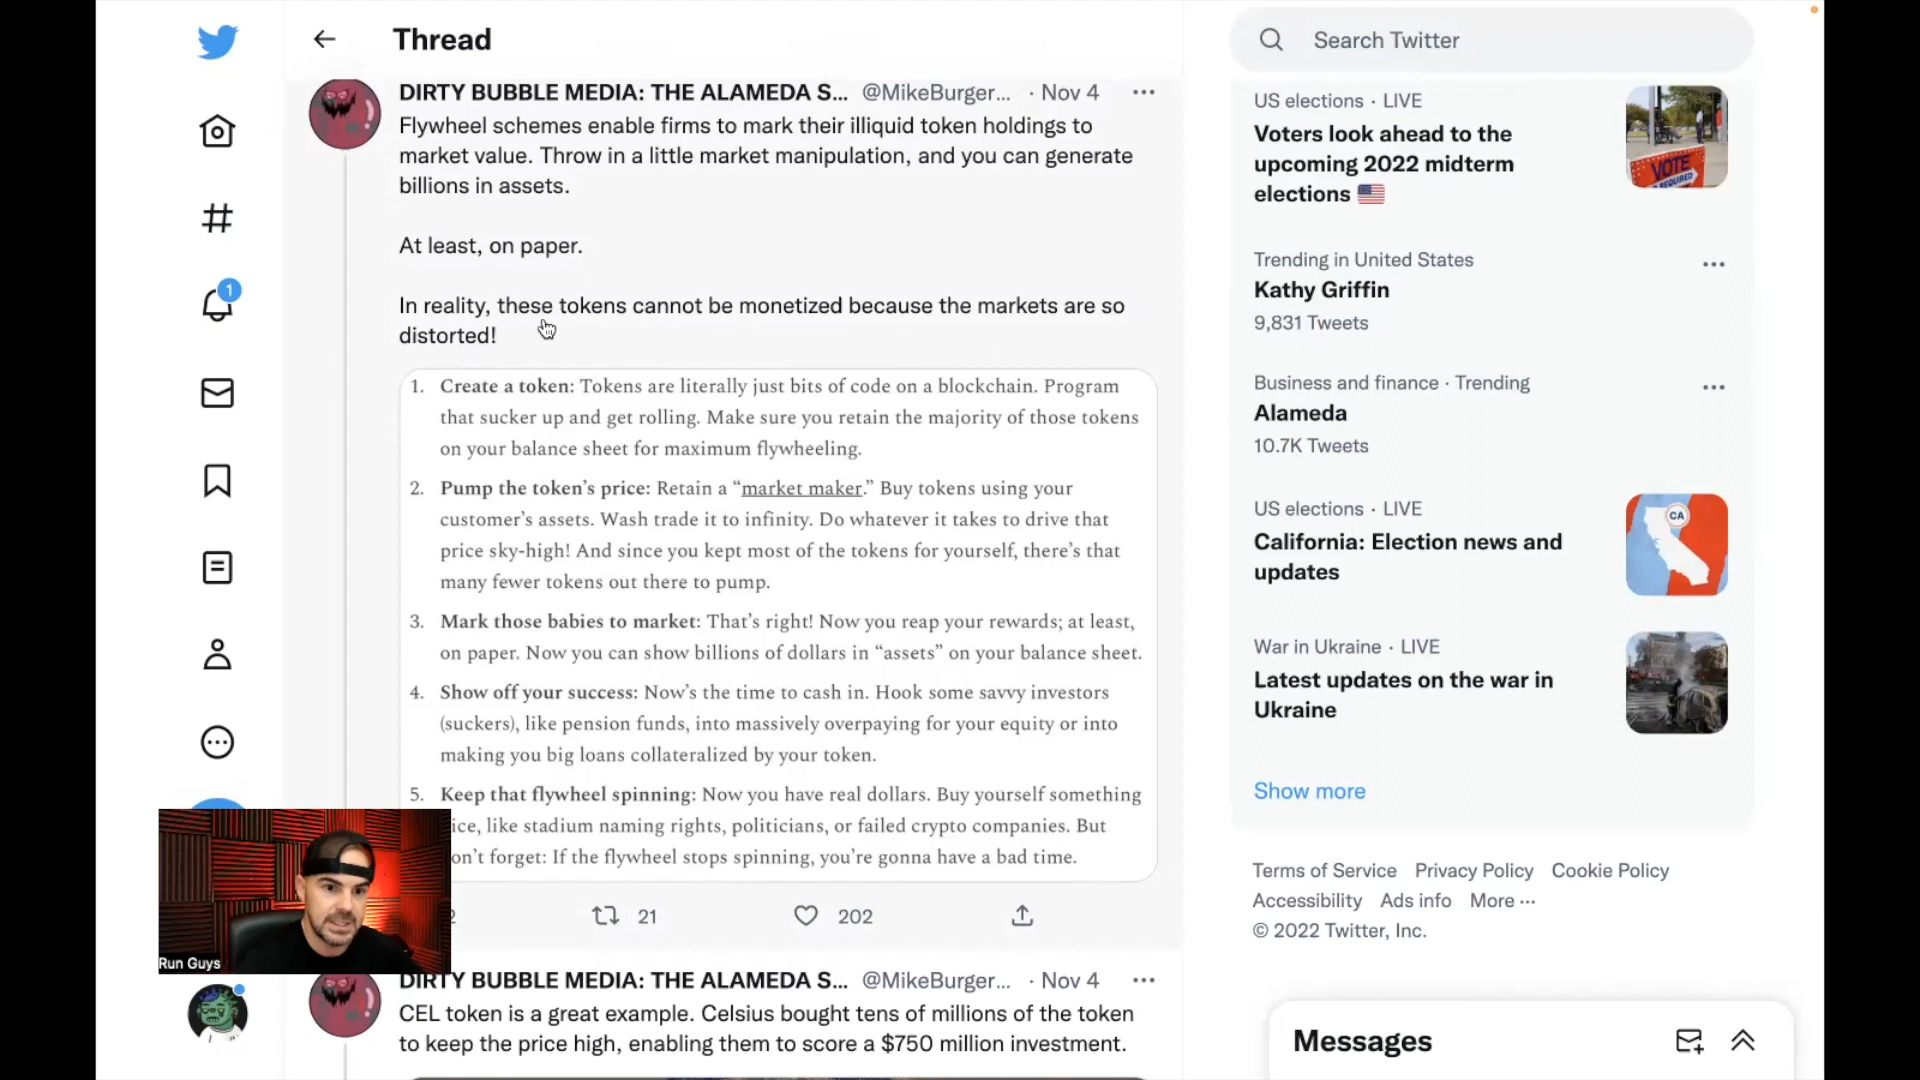 Thread
DIRTY BUBBLE MEDIA: THE ALAMEDA S... @MikeBurger... · Nov 4 ···
Flywheel schemes enable firms to mark their illiquid token holdings to
market value. Throw in a little market manipulation, and you can generate
billions in assets.
At least, on paper.
In reality, these tokens cannot be monetized because the markets are so
distorted!
1. Create a token: Tokens are literally just bits of code on a blockchain. Program
that sucker up and get rolling. Make sure you retain the majority of those tokens
on your balance sheet for maximum flywheeling.
2. Pump the token's price: Retain a “market maker.” Buy tokens using your
customer's assets. Wash trade it to infinity. Do whatever it takes to drive that
price sky-high! And since you kept most of the tokens for yourself, there's that
many fewer tokens out there to pump.
3. Mark those babies to market: That's right! Now you reap your rewards; at least,
on paper. Now you can show billions of dollars in “assets” on your balance sheet.
4. Show off your success: Now's the time to cash in. Hook some savvy investors
(suckers), like pension funds, into massively overpaying for your equity or into
making you big loans collateralized by your token.
5. Keep that flywheel spinning: Now you have real dollars. Buy yourself something
ice, like stadium naming rights, politicians, or failed crypto companies. But
on't forget: If the flywheel stops spinning, you're gonna have a bad time.
2 21 202
DIRTY BUBBLE MEDIA: THE ALAMEDA S... @MikeBurger... · Nov 4 ···
CEL token is a great example. Celsius bought tens of millions of the token
to keep the price high, enabling them to score a $750 million investment.
1
Run Guys
Search Twitter
US elections · LIVE
Voters look ahead to the
upcoming 2022 midterm
elections
VOTE
REQUIRED
Trending in United States
Kathy Griffin
9,831 Tweets
Business and finance · Trending
Alameda
10.7K Tweets
US elections · LIVE
California: Election news and
updates
CA
War in Ukraine · LIVE
Latest updates on the war in
Ukraine
Show more
Terms of Service Privacy Policy Cookie Policy
Accessibility Ads info More ···
© 2022 Twitter, Inc.
Messages